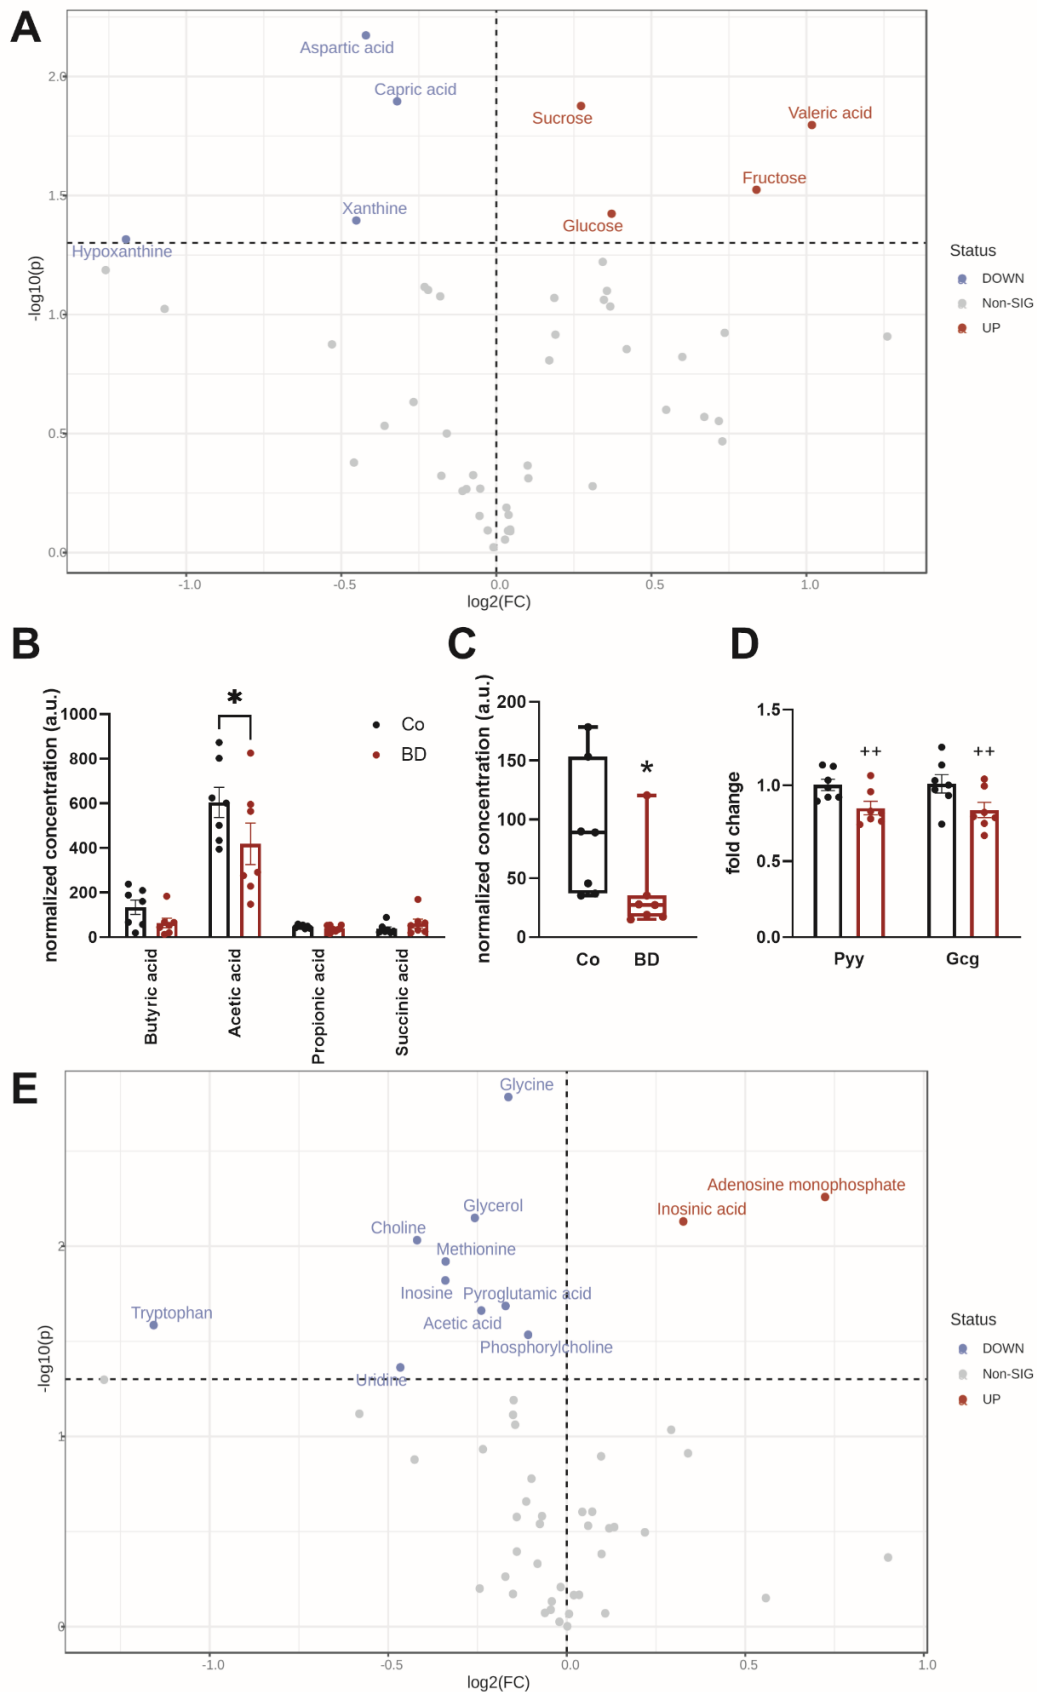 A
Aspartic acid
Capric acid
Sucrose
Valeric acid
Fructose
Xanthine
Glucose
Hypoxanthine
2.0
1.5
1.0
0.5
0.0
-log10(p)
-1.0 -0.5 0.0 0.5 1.0
log2(FC)
Status
DOWN
Non-SIG
UP
B
normalized concentration (a.u.)
1000
800
600
400
200
0
*
Co
BD
Butyric acid
Acetic acid
Propionic acid
Succinic acid
C
normalized concentration (a.u.)
200
150
100
50
0
*
Co BD
D
fold change
1.5
1.0
0.5
0.0
++ ++
Pyy Gcg
E
Glycine
Adenosine monophosphate
Inosinic acid
Glycerol
Choline
Methionine
Inosine Pyroglutamic acid
Acetic acid
Tryptophan
Phosphorylcholine
Uridine
2
1
0
-log10(p)
-1.0 -0.5 0.0 0.5 1.0
log2(FC)
Status
DOWN
Non-SIG
UP